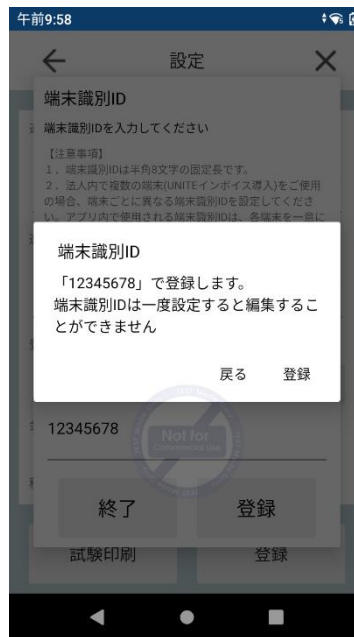 午前9:58
設定
端末識別ID
端末識別IDを入力してください
【注意事項】
1．端末識別IDは半角8文字の固定長です。
2．法人内で複数の端末(UNITEインボイス導入)をご使用
の場合、端末ごとに異なる端末識別IDを設定してくださ
い。アプリ内で使用される端末識別IDは、各端末を一意に
端末識別ID
「12345678」で登録します。
端末識別IDは一度設定すると編集するこ
とができません
戻る
登録
12345678
Not for
Commercial Use
終了
登録
試験印刷
登録